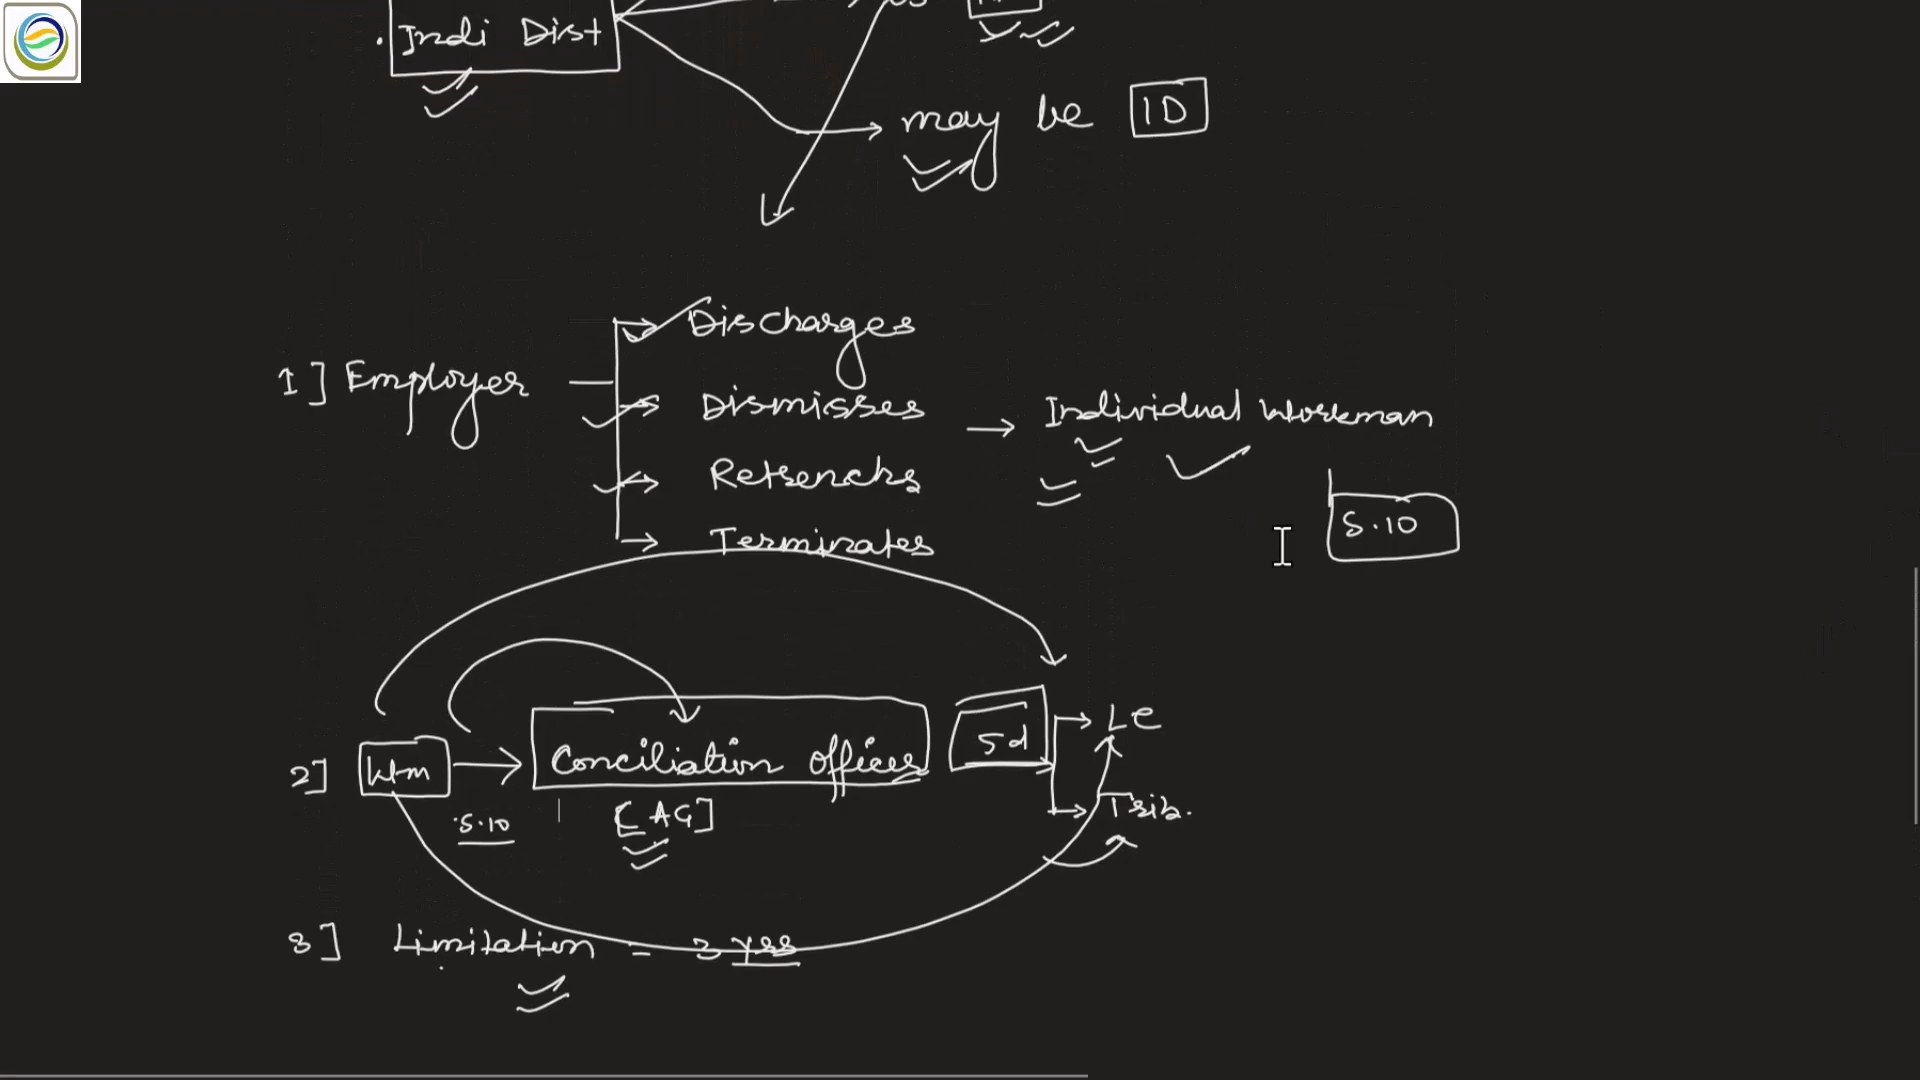 . Indi Dist
may be ID
Discharges
1] Employer
Dismisses → Individual workman
Retrenchs
S.10
Terminates
LC
2] Wm → Conciliation officer
5d
S.10 [AG]
Trib.
3] Limitation = 3 yrs